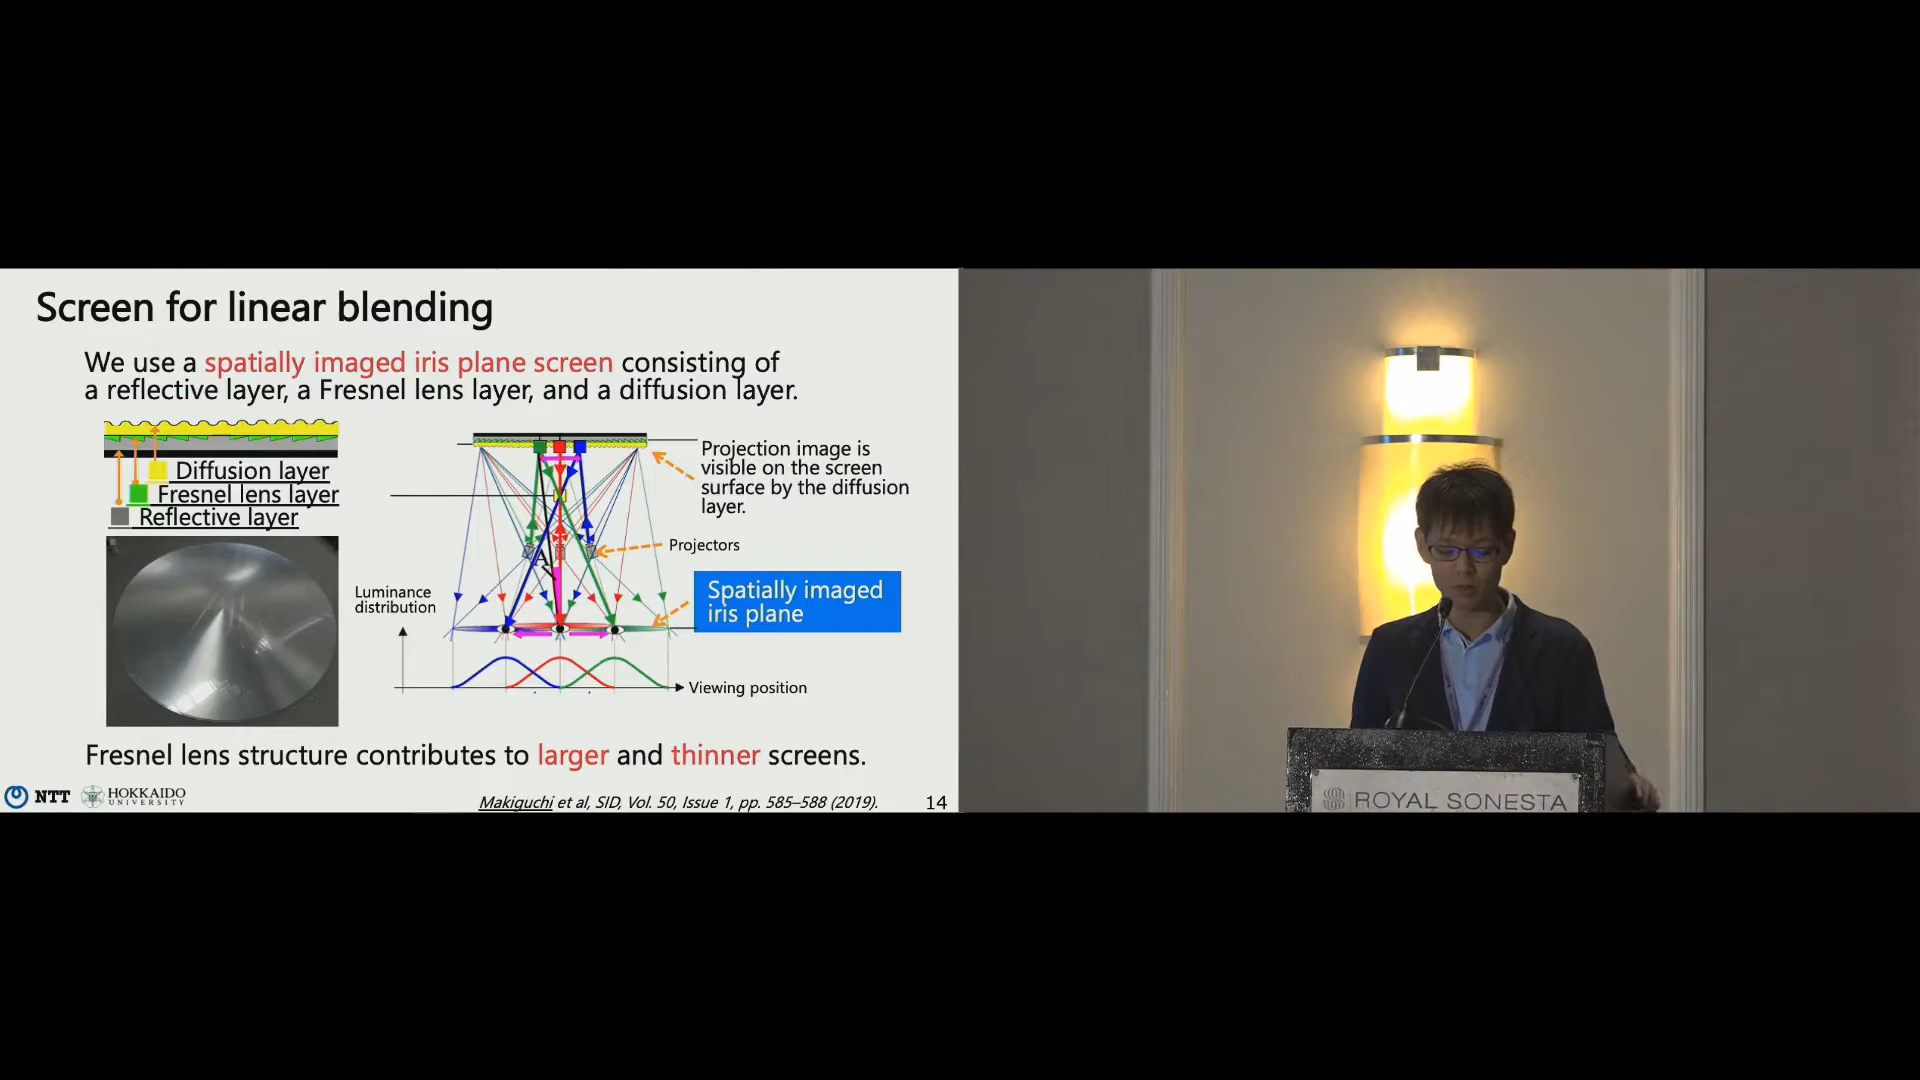 Screen for linear blending
We use a spatially imaged iris plane screen consisting of
a reflective layer, a Fresnel lens layer, and a diffusion layer.
Diffusion layer
Fresnel lens layer
Reflective layer
Projection image is
visible on the screen
surface by the diffusion
layer.
Projectors
A
Luminance
distribution
Spatially imaged
iris plane
Viewing position
Fresnel lens structure contributes to larger and thinner screens.
NTT
HOKKAIDO
UNIVERSITY
Makiguchi et al, SID, Vol. 50, Issue 1, pp. 585–588 (2019).
14
ROYAL SONESTA